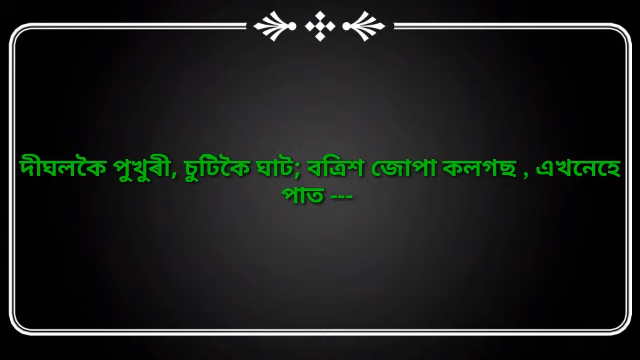 দীঘলকৈ পুখুৰী, চুটিকৈ ঘাট; বত্ৰিশ জোপা কলগছ , এখনেহে
পাত ---